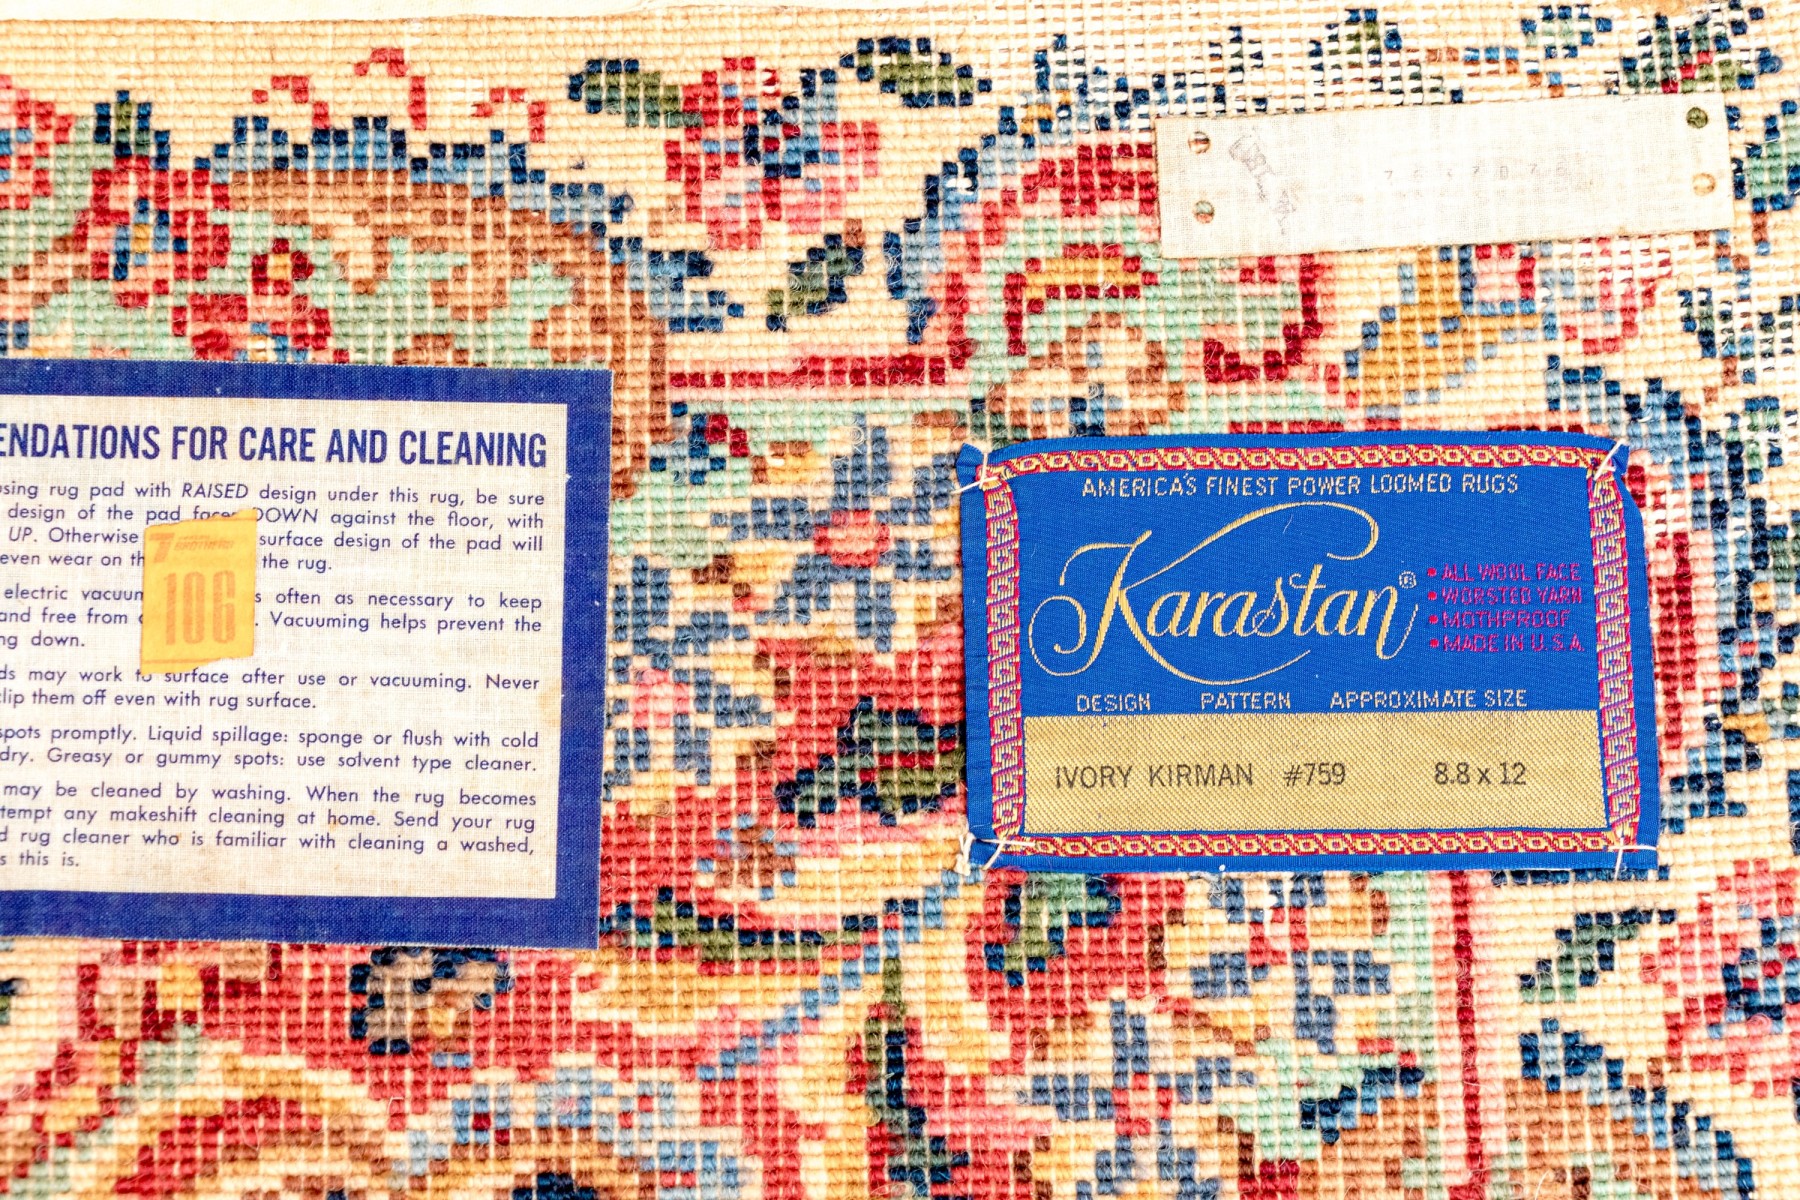 ENDATIONS FOR CARE AND CLEANING
using rug pad with RAISED design under this rug, be sure
design of the pad faces DOWN against the floor, with
UP. Otherwise surface design of the pad will
even wear on the rug.
electric vacuum often as necessary to keep
and free from . Vacuuming helps prevent the
ng down.
ds may work to surface after use or vacuuming. Never
clip them off even with rug surface.
spots promptly. Liquid spillage: sponge or flush with cold
dry. Greasy or gummy spots: use solvent type cleaner.
may be cleaned by washing. When the rug becomes
tempt any makeshift cleaning at home. Send your rug
d rug cleaner who is familiar with cleaning a washed,
s this is.
106
AMERICA'S FINEST POWER LOOMED RUGS
Karastan®
• ALL WOOL FACE
• WORSTED YARN
• MOTHPROOF
• MADE IN U.S.A.
DESIGN PATTERN APPROXIMATE SIZE
IVORY KIRMAN #759 8.8 x 12